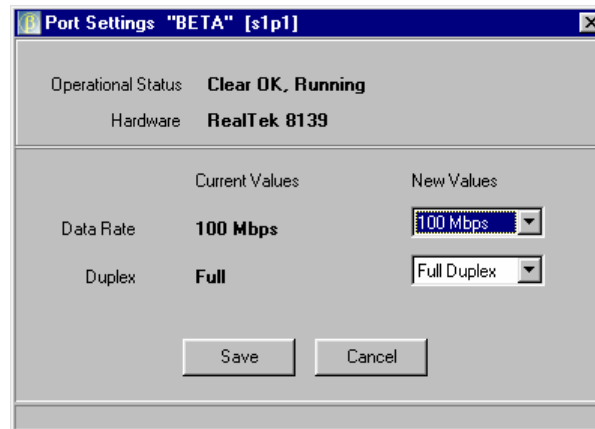 β Port Settings "BETA" [s1p1]
Operational Status Clear OK, Running
Hardware RealTek 8139
Current Values New Values
Data Rate 100 Mbps 100 Mbps
Duplex Full Full Duplex
Save Cancel